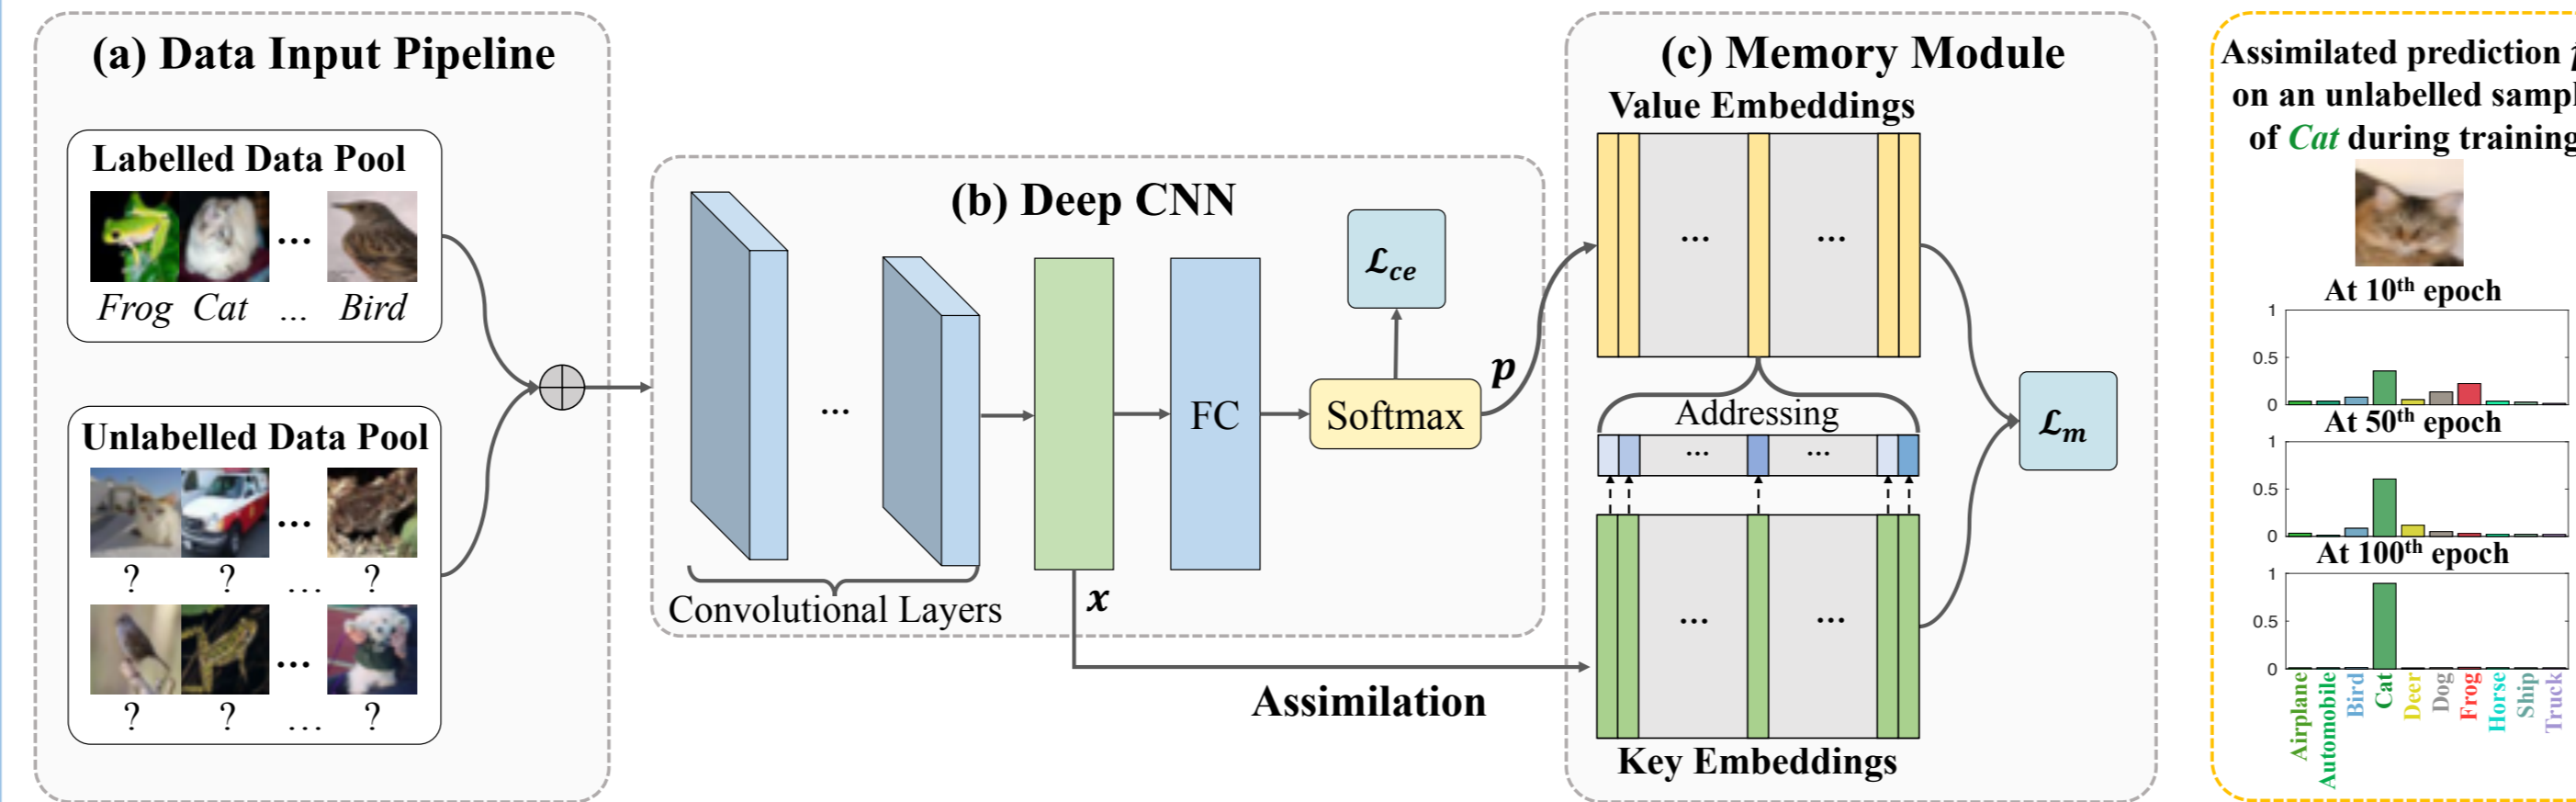 (a) Data Input Pipeline
Labelled Data Pool
...
Frog Cat ... Bird
Unlabelled Data Pool
...
? ? ... ?
...
? ? ... ?
(b) Deep CNN
...
Convolutional Layers
x
FC
Softmax
ℒce
p
Assimilation
(c) Memory Module
Value Embeddings
... ...
Addressing
... ...
... ...
Key Embeddings
ℒm
Assimilated prediction
on an unlabelled sampl
of Cat during training
At 10th epoch
1
0.5
0
At 50th epoch
1
0.5
0
At 100th epoch
1
0.5
0
Airplane
Automobile
Bird
Cat
Deer
Dog
Frog
Horse
Ship
Truck